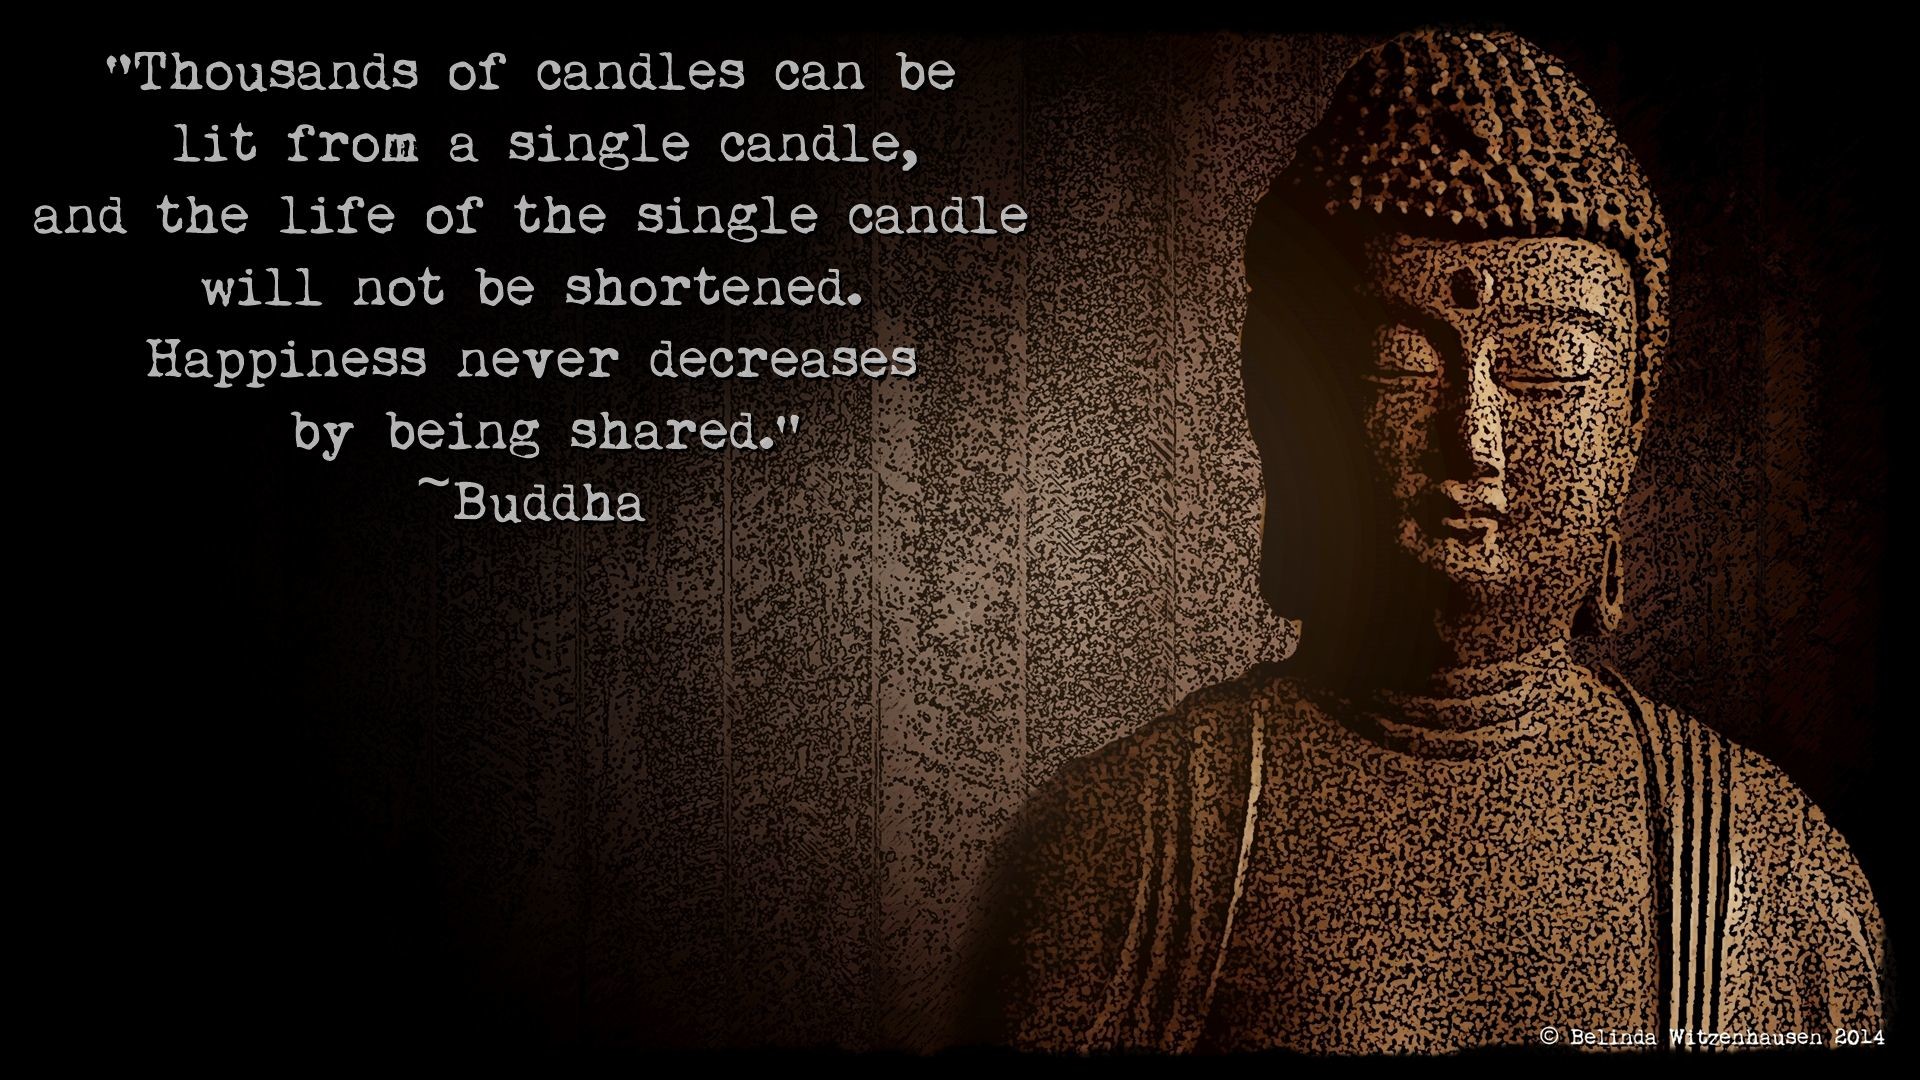 "Thousands of candles can be
lit from a single candle,
and the life of the single candle
will not be shortened.
Happiness never decreases
by being shared."
~Buddha
© Belinda Witzenhausen 2014